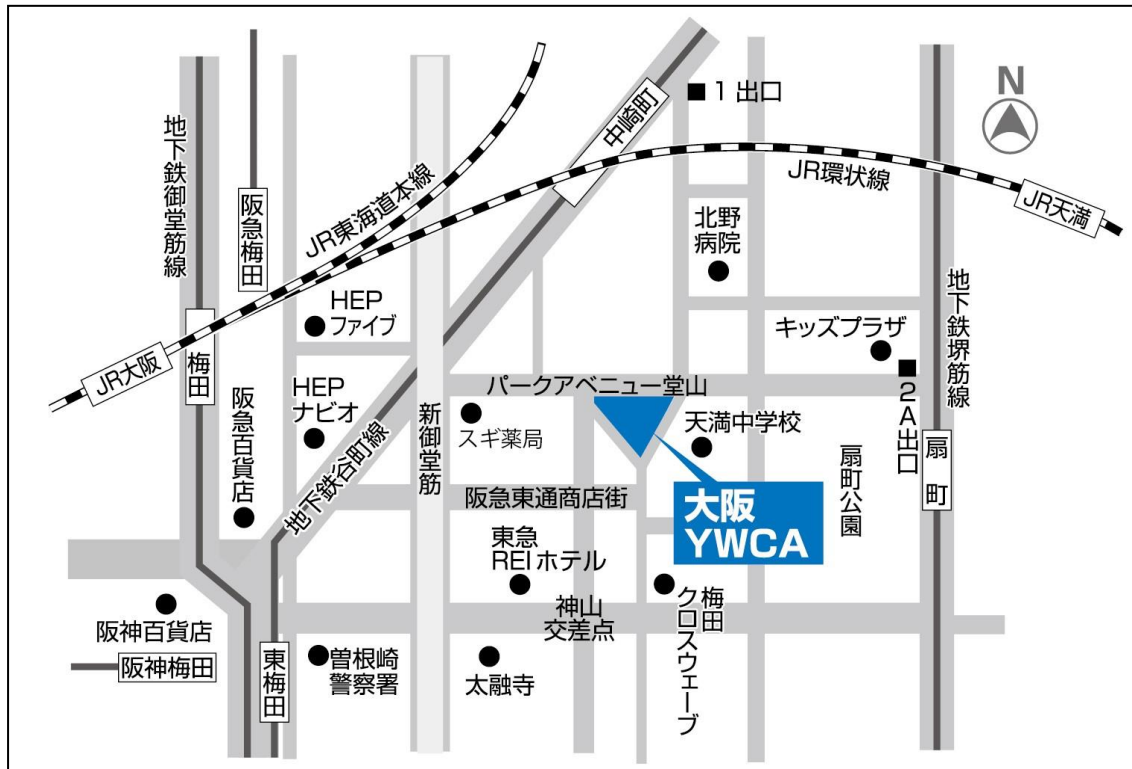 N
1 出口
中崎町
地下鉄御堂筋線
JR東海道本線
JR環状線
JR天満
阪急梅田
北野
病院
HEP
ファイブ
地下鉄堺筋線
キッズプラザ
梅田
JR大阪
HEP
ナビオ
パークアベニュー堂山
2A出口
阪急百貨店
スギ薬局
天満中学校
新御堂筋
地下鉄谷町線
扇町
扇町公園
阪急東通商店街
大阪
YWCA
東急
REIホテル
神山
交差点
梅田
クロスウェーブ
阪神百貨店
阪神梅田
東梅田
曽根崎
警察署
太融寺